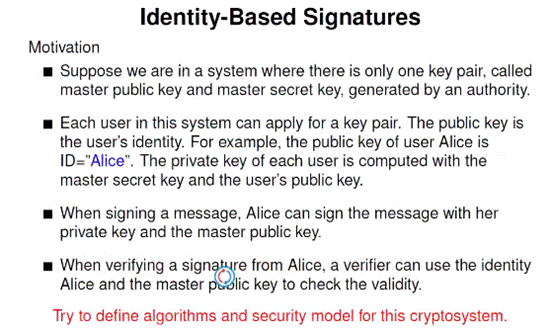 Identity-Based Signatures
Motivation
Suppose we are in a system where there is only one key pair, called
master public key and master secret key, generated by an authority.
Each user in this system can apply for a key pair. The public key is
the user's identity. For example, the public key of user Alice is
ID="Alice". The private key of each user is computed with the
master secret key and the user's public key.
When signing a message, Alice can sign the message with her
private key and the master public key.
When verifying a signature from Alice, a verifier can use the identity
Alice and the master public key to check the validity.
Try to define algorithms and security model for this cryptosystem.